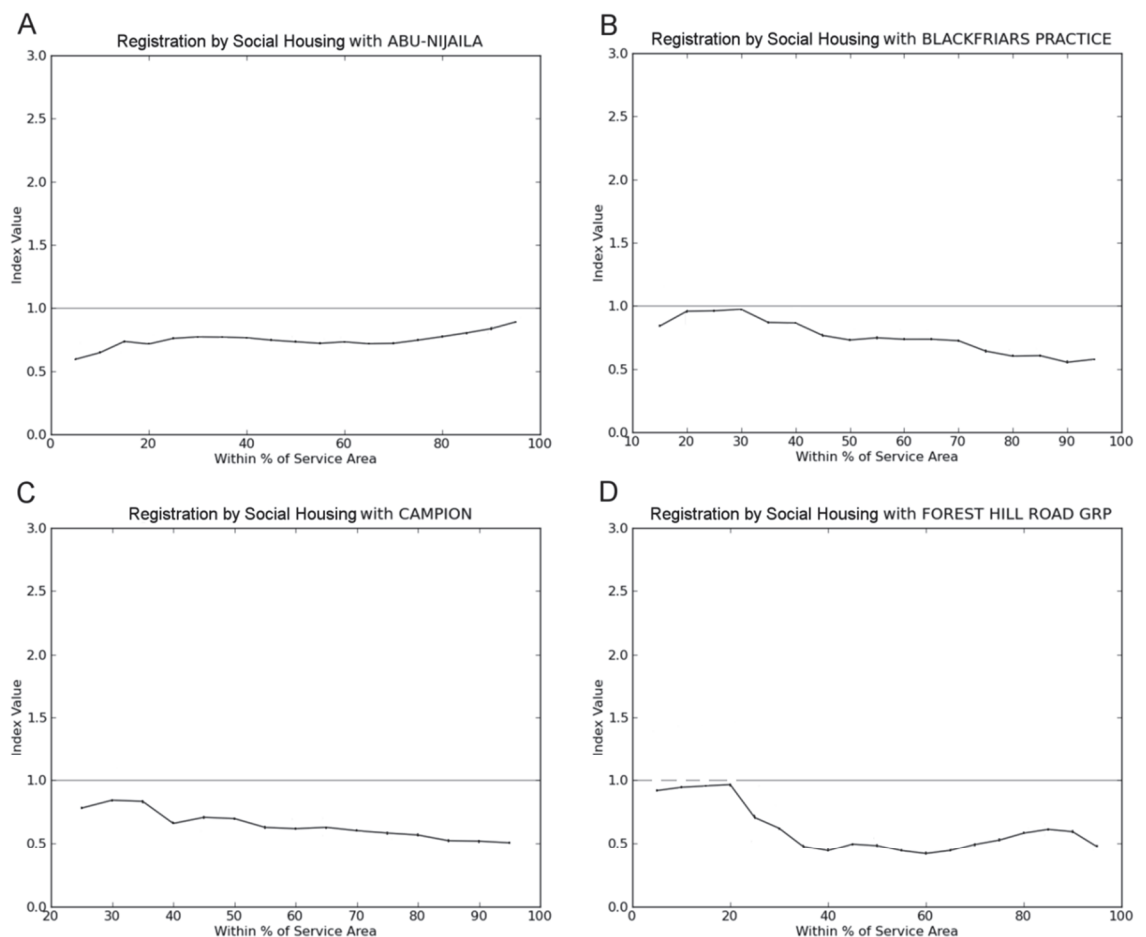 A
Registration by Social Housing with ABU-NIJAILA
3.0
2.5
2.0
1.5
1.0
0.5
0.0
Index Value
0 20 40 60 80 100
Within % of Service Area
B
Registration by Social Housing with BLACKFRIARS PRACTICE
3.0
2.5
2.0
1.5
1.0
0.5
0.0
Index Value
10 20 30 40 50 60 70 80 90 100
Within % of Service Area
C
Registration by Social Housing with CAMPION
3.0
2.5
2.0
1.5
1.0
0.5
0.0
Index Value
20 30 40 50 60 70 80 90 100
Within % of Service Area
D
Registration by Social Housing with FOREST HILL ROAD GRP
3.0
2.5
2.0
1.5
1.0
0.5
0.0
Index Value
0 20 40 60 80 100
Within % of Service Area